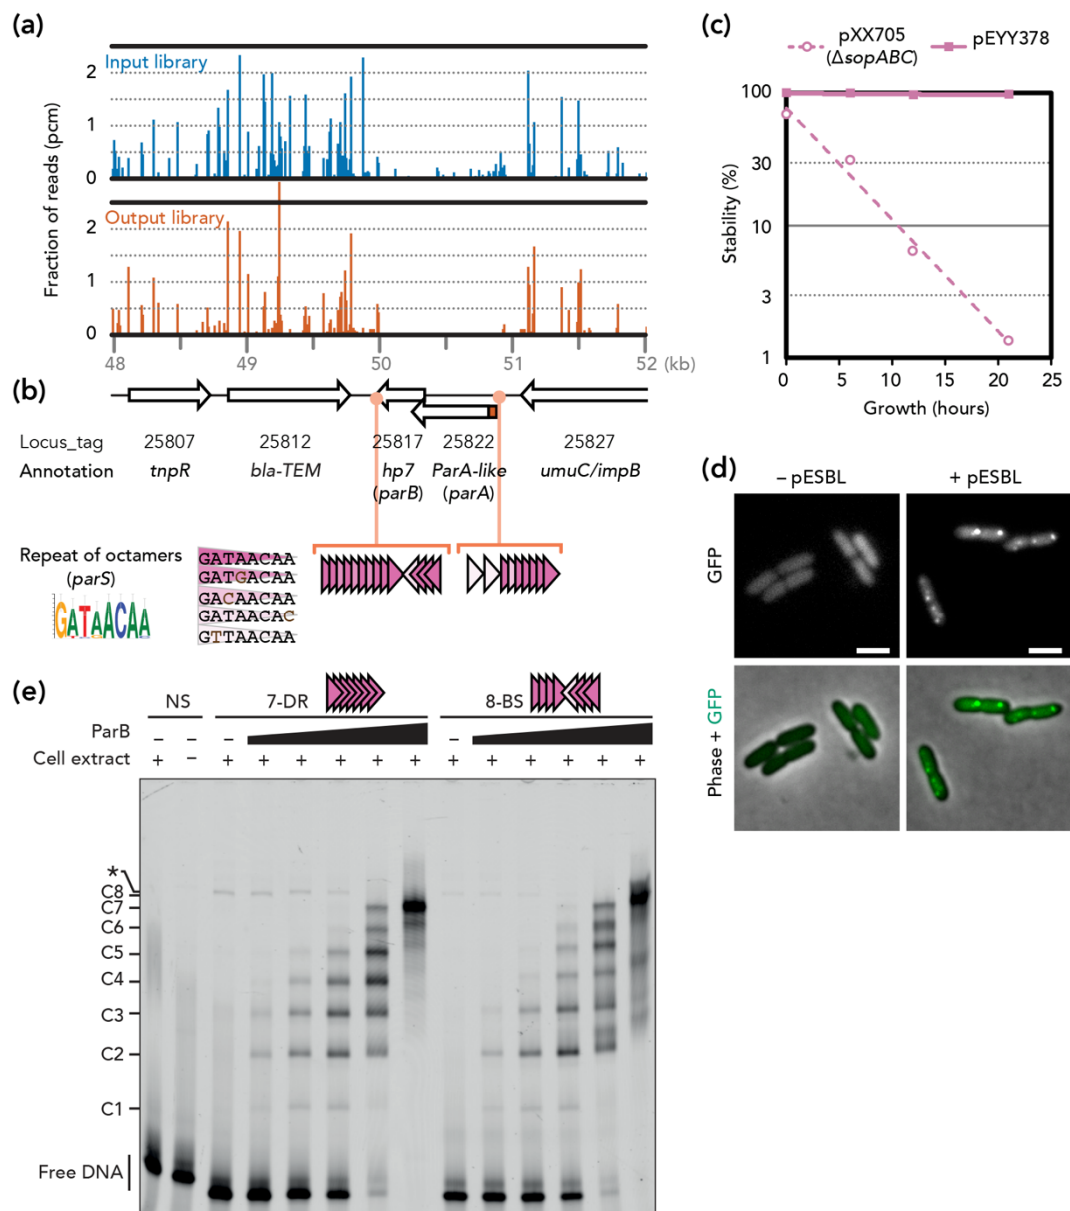 (a)
Input library
2
1
0
Output library
2
1
0
Fraction of reads (pcm)
48 49 50 51 52 (kb)
(b)
Locus_tag 25807 25812 25817 25822 25827
Annotation tnpR bla-TEM hp7 ParA-like umuC/impB
(parB) (parA)
Repeat of octamers
(parS)
GATAACAA
GATAACAA
GATGACAA
GACAACAA
GATAACAC
GTTAACAA
(c)
pXX705 pEYY378
(ΔsopABC)
100
30
10
3
1
Stability (%)
0 5 10 15 20 25
Growth (hours)
(d)
– pESBL + pESBL
GFP
Phase + GFP
(e)
NS 7-DR 8-BS
ParB – – – –
Cell extract + – + + + + + + + + + + + +
*
C8
C7
C6
C5
C4
C3
C2
C1
Free DNA